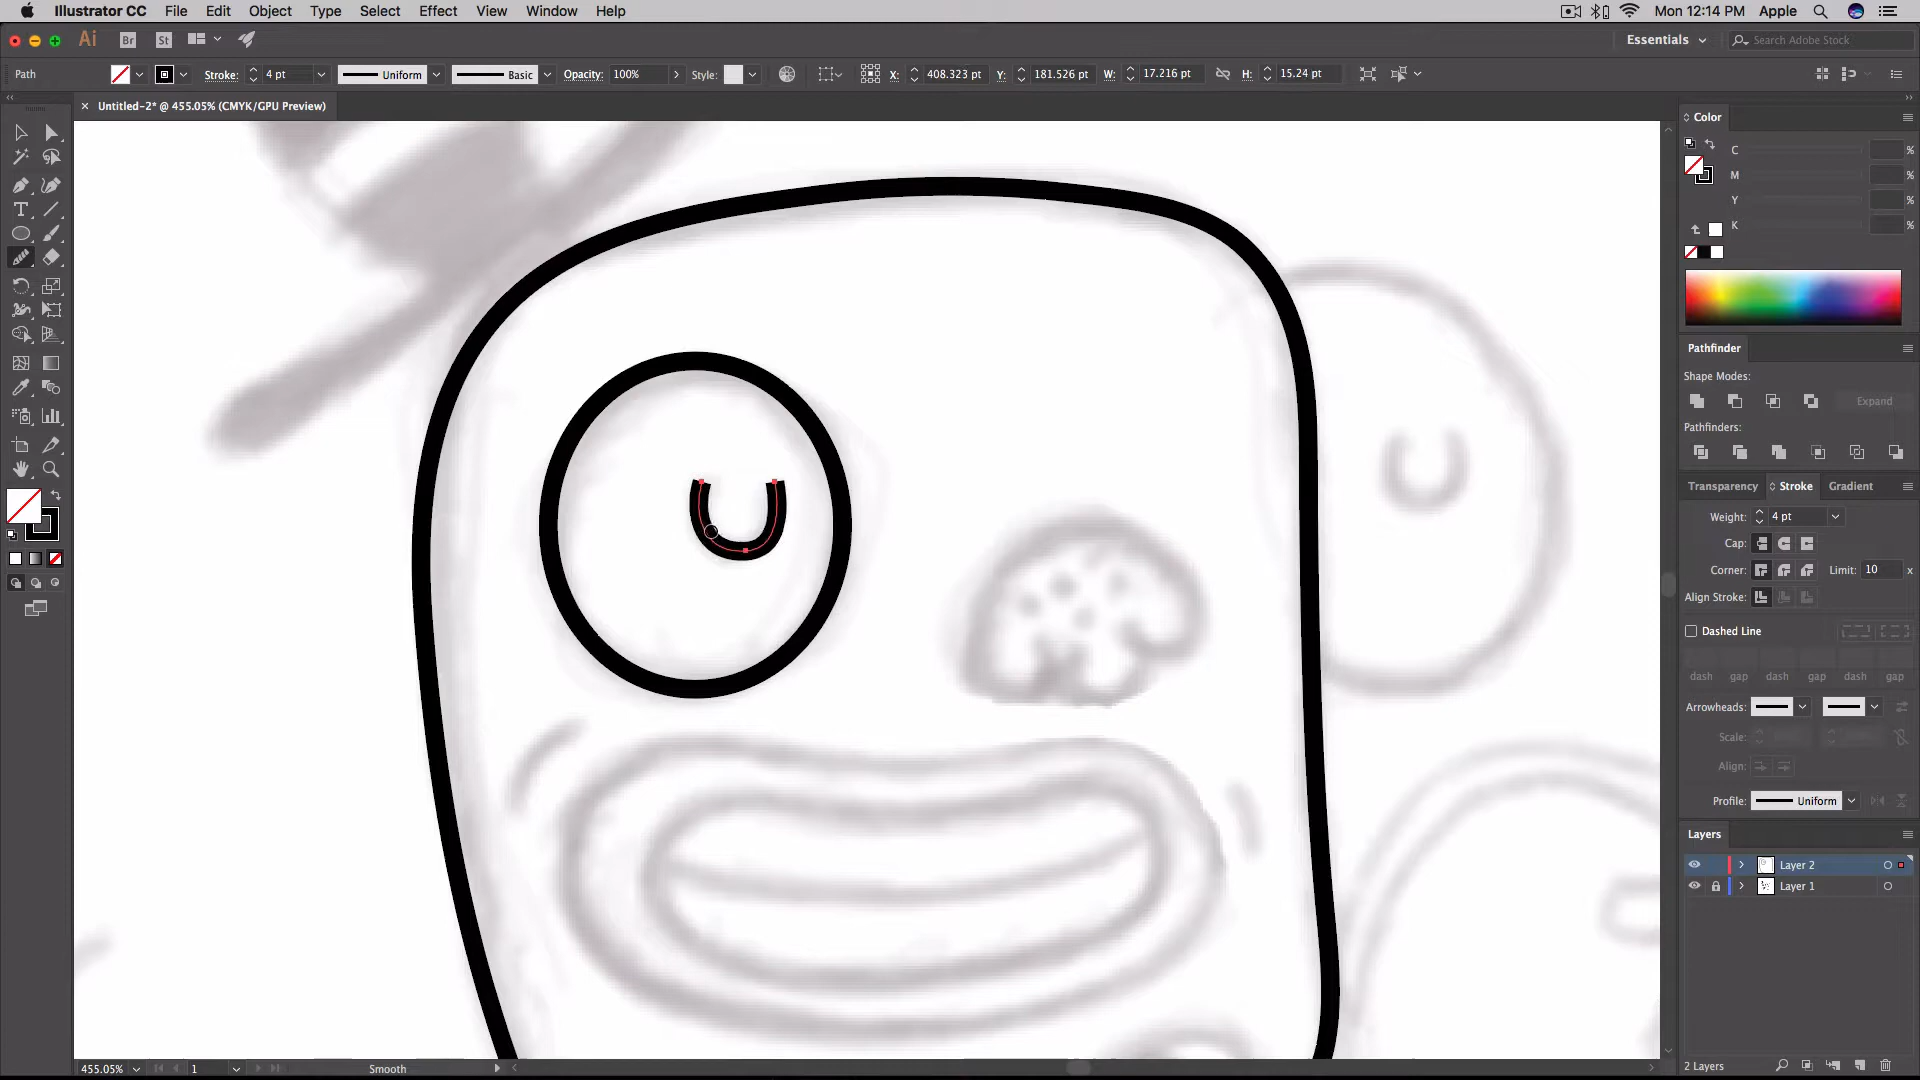 Illustrator CC File Edit Object Type Select Effect View Window Help Mon 12:14 PM Apple
Ai Br St Essentials Search Adobe Stock
Path Stroke: 4 pt Uniform Basic Opacity: 100% Style: X: 408.323 pt Y: 181.526 pt W: 17.216 pt H: 15.24 pt
× Untitled-2* @ 455.05% (CMYK/GPU Preview)
Color
C %
M %
Y %
K %
Pathfinder
Shape Modes:
Expand
Pathfinders:
Transparency Stroke Gradient
Weight: 4 pt
Cap:
Corner: Limit: 10 x
Align Stroke:
Dashed Line
dash gap dash gap dash gap
Arrowheads:
Scale:
Align:
Profile: Uniform
Layers
Layer 2
Layer 1
455.05% 1 Smooth 2 Layers